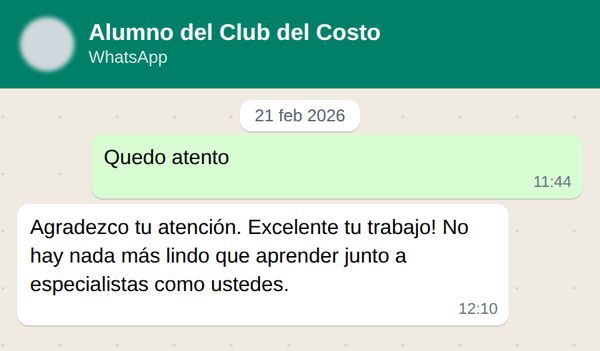 Alumno del Club del Costo
WhatsApp
21 feb 2026
Quedo atento
11:44
Agradezco tu atención. Excelente tu trabajo! No
hay nada más lindo que aprender junto a
especialistas como ustedes.
12:10